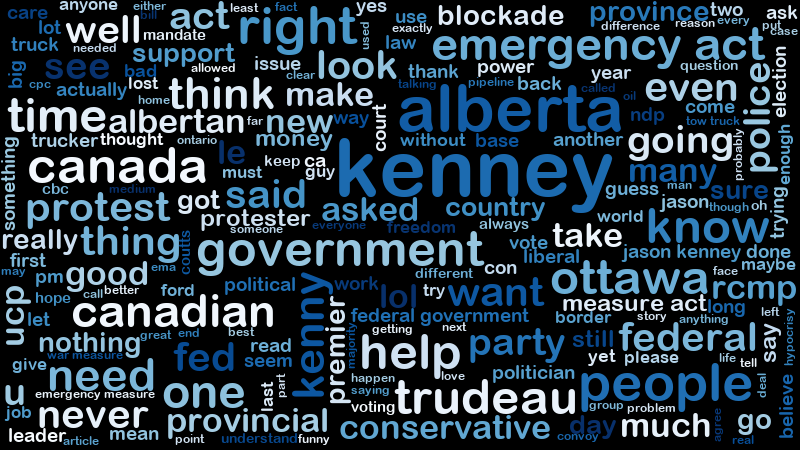 care
anyone
either
bill
act
least
fact
yes
blockade
province
two
ask
lot
truck
well
mandate
right
used
use
exactly
difference
reason
every
put
case
big
see
needed
bad
support
issue
look
law
emergency act
police
election
cpc
actually
allowed
lost
clear
thank
power
year
question
home
think
make
talking
pipeline
back
called
oil
even
time
albertan
far
new
way
court
alberta
ndp
come
tow truck
probably
enough
trucker
thought
ontario
money
without
base
another
going
something
canada
le
keep
ca
guy
must
kenney
many
sure
trying
cbc
medium
got
said
guess
man
jason
though
oh
protest
protester
asked
country
world
know
really
thing
coutts
someone
everyone
freedom
always
vote
liberal
take
first
government
con
different
jason kenney
done
maybe
may
pm
good
ema
political
kenny
work
lol
try
want
ottawa
face
rcmp
ucp
hope
call
better
ford
premier
federal government
border
measure act
long
story
anything
left
hypocrisy
let
canadian
great
end
best
majority
getting
next
party
still
federal
say
nothing
war measure
fed
read
seem
help
yet
please
life
tell
give
need
last
part
happen
saying
love
politician
people
deal
believe
u
emergency measure
one
voting
trudeau
group
problem
job
never
provincial
conservative
day
much
agree
go
leader
article
mean
point
understand
funny
convoy
real